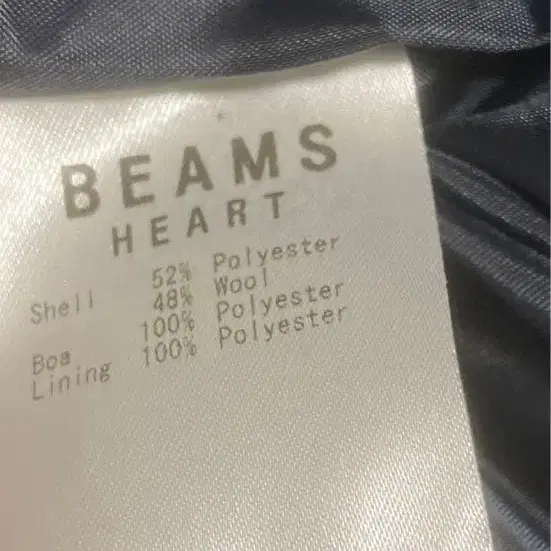 BEAMS
HEART
Shell 52% Polyester
48% Wool
Boa 100% Polyester
Lining 100% Polyester